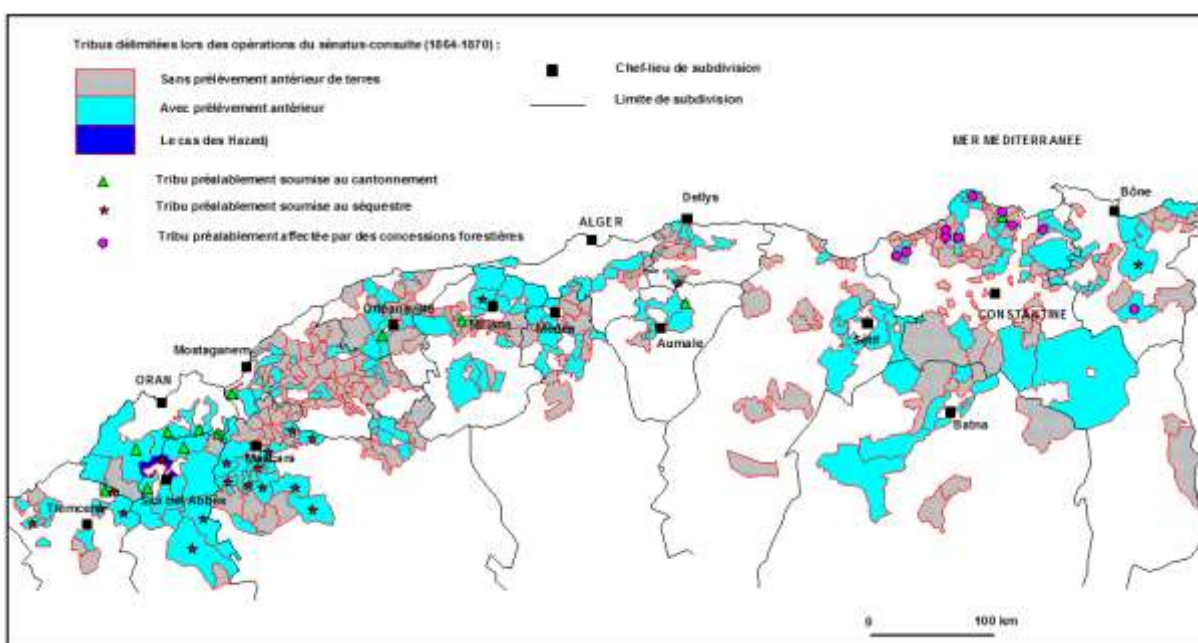 Tribus délimitées lors des opérations du sénatus-consulte (1864-1870) :
Sans prélèvement antérieur de terres
Avec prélèvement antérieur
Le cas des Hazedj
Tribu préalablement soumise au cantonnement
Tribu préalablement soumise au séquestre
Tribu préalablement affectée par des concessions forestières
Chef-lieu de subdivision
Limite de subdivision
MER MEDITERRANEE
Dellys
Bône
ALGER
Orléansville
Miliana
Médéa
Aumale
CONSTANTINE
Sétif
Mostaganem
ORAN
Batna
Mascara
Sidi bel-Abbès
Tlemcen
0 100 km